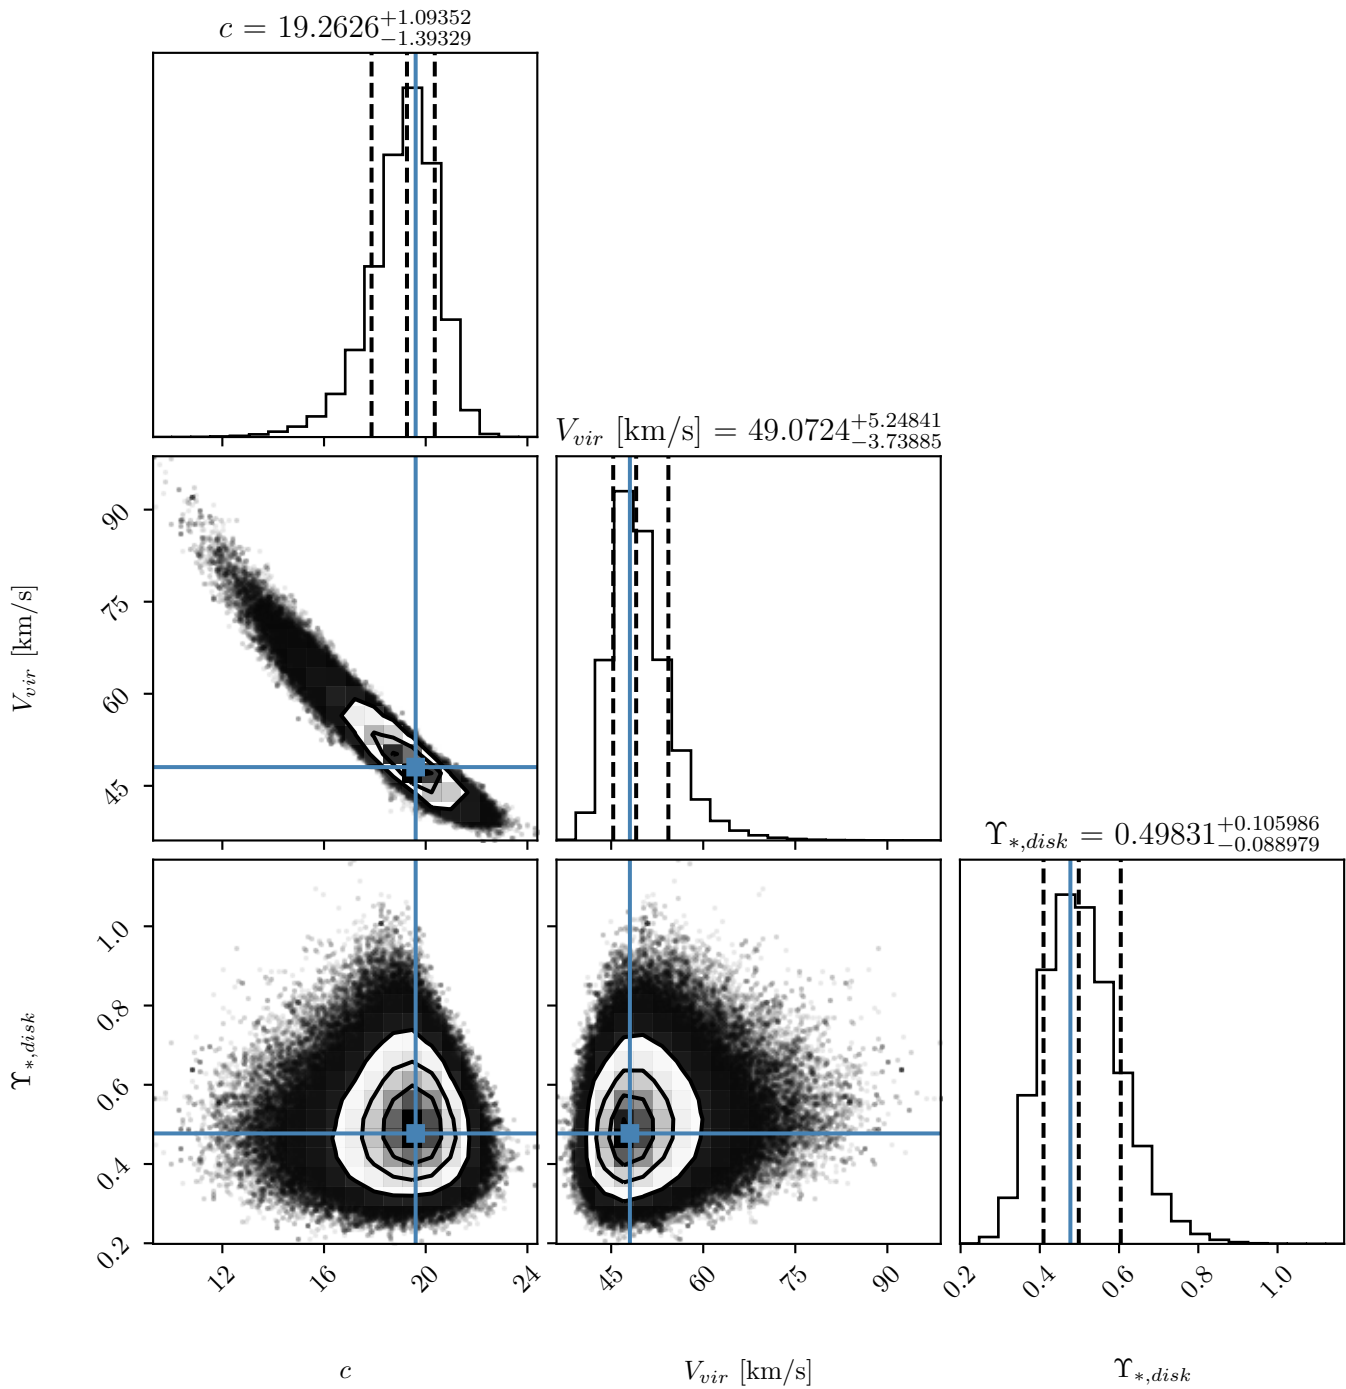 c = 19.2626^{+1.09352}_{-1.39329}
V_{vir} [km/s] = 49.0724^{+5.24841}_{-3.73885}
90
75
60
45
V_{vir} [km/s]
ϒ_{*,disk} = 0.49831^{+0.105986}_{-0.088979}
1.0
0.8
0.6
0.4
0.2
ϒ_{*,disk}
12 16 20 24 45 60 75 90 0.2 0.4 0.6 0.8 1.0
c V_{vir} [km/s] ϒ_{*,disk}